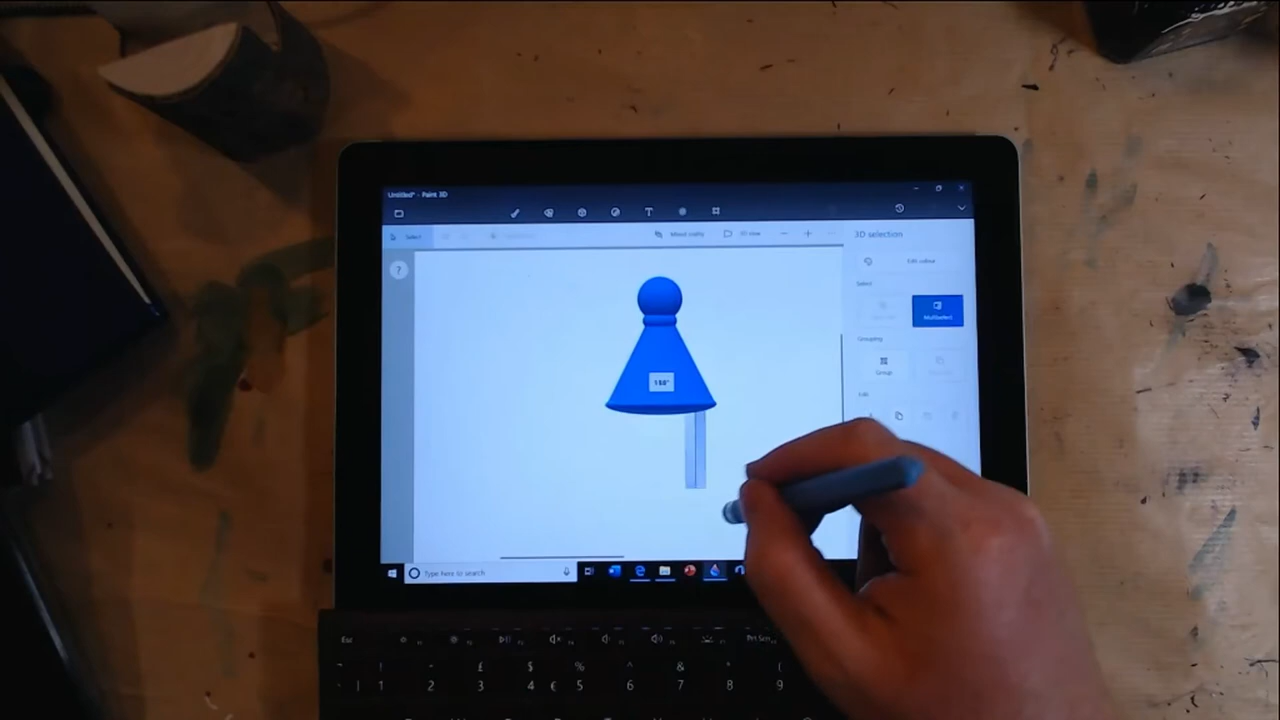 Untitled* - Paint 3D
Select
Mixed reality
3D view
3D selection
?
Edit colour
Select
Multiselect
Grouping
Group
Edit
180°
Type here to search
Esc
Prt Scn
! " £ $ % ^ & * (
1 2 3 4 € 5 6 7 8 9